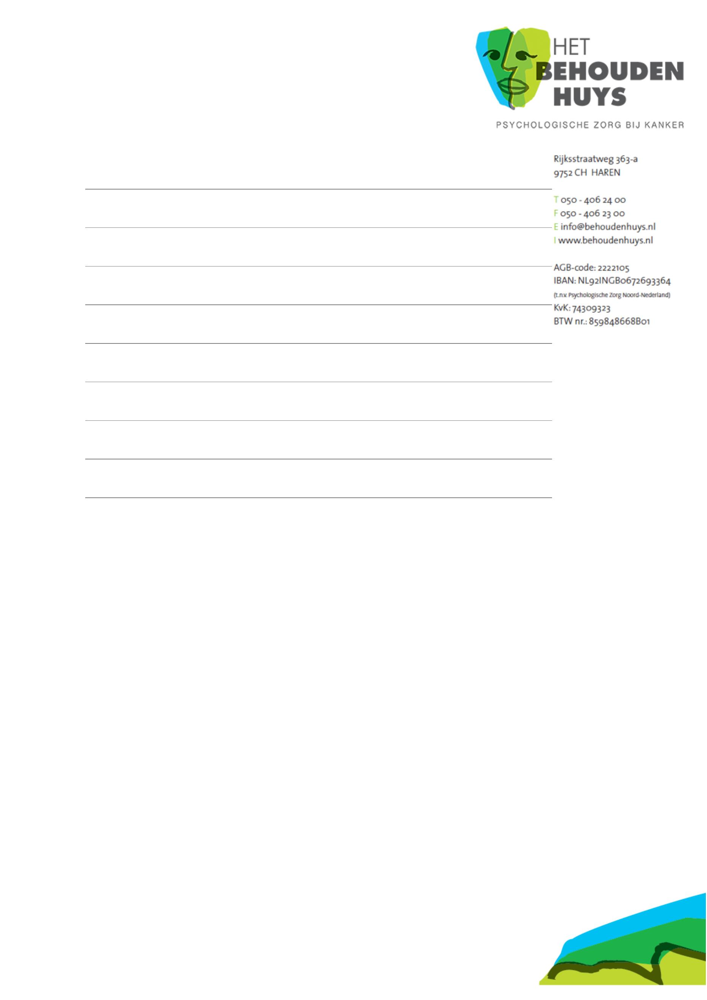 HET
BEHOUDEN
HUYS
PSYCHOLOGISCHE ZORG BIJ KANKER
Rijksstraatweg 363-a
9752 CH HAREN
T 050 - 406 24 00
F 050 - 406 23 00
E info@behoudenhuys.nl
I www.behoudenhuys.nl
AGB-code: 2222105
IBAN: NL92INGB0672693364
(t.n.v. Psychologische Zorg Noord-Nederland)
KvK: 74309323
BTW nr.: 859848668B01